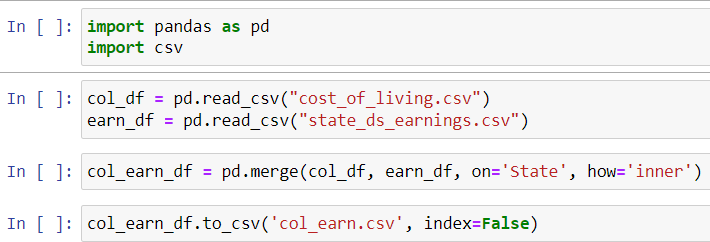 In [ ]: import pandas as pd
import csv
In [ ]: col_df = pd.read_csv("cost_of_living.csv")
earn_df = pd.read_csv("state_ds_earnings.csv")
In [ ]: col_earn_df = pd.merge(col_df, earn_df, on='State', how='inner')
In [ ]: col_earn_df.to_csv('col_earn.csv', index=False)